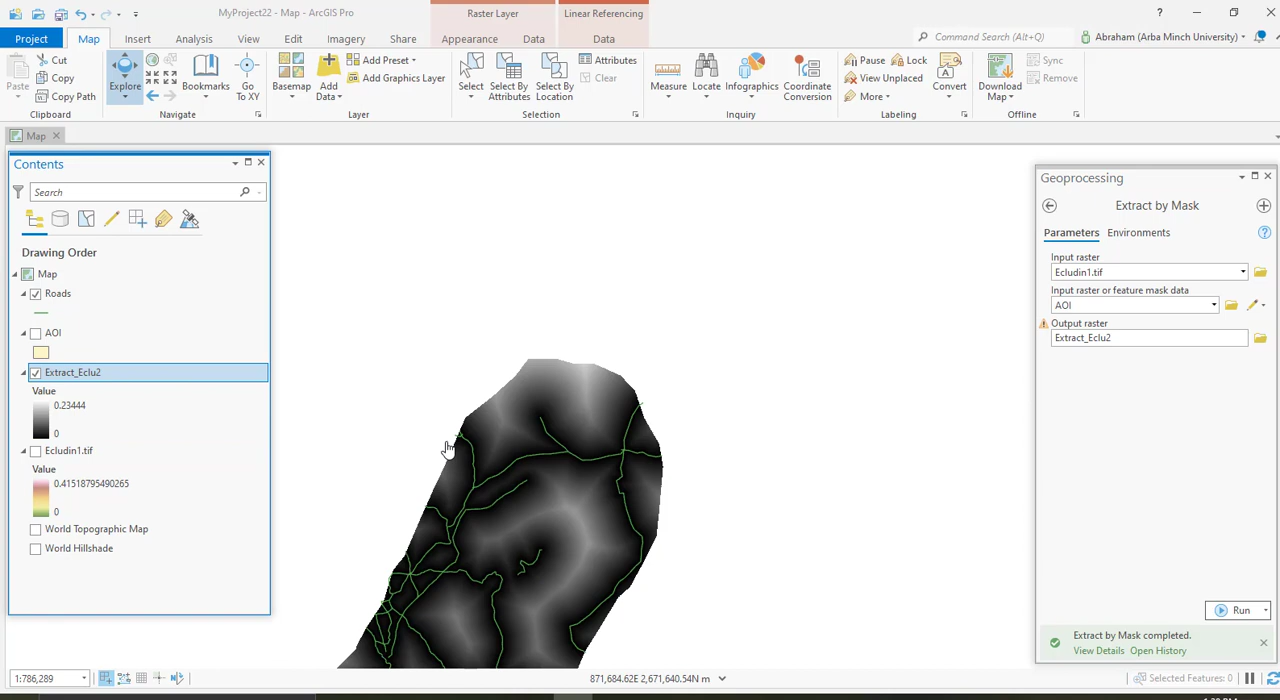 MyProject22 - Map - ArcGIS Pro
Raster Layer
Linear Referencing
Project
Map
Insert
Analysis
View
Edit
Imagery
Share
Appearance
Data
Data
Command Search (Alt+Q)
Abraham (Arba Minch University)
Paste
Cut
Copy
Copy Path
Clipboard
Explore
Bookmarks
Go
To XY
Navigate
Basemap
Add
Data
Add Preset
Add Graphics Layer
Layer
Select
Select By
Attributes
Select By
Location
Attributes
Clear
Selection
Measure
Locate
Infographics
Coordinate
Conversion
Inquiry
Pause
Lock
View Unplaced
More
Convert
Labeling
Download
Map
Sync
Remove
Offline
Map
Contents
Search
Drawing Order
Map
Roads
AOI
Extract_Eclu2
Value
0.23444
0
Ecludin1.tif
Value
0.41518795490265
0
World Topographic Map
World Hillshade
Geoprocessing
Extract by Mask
Parameters
Environments
Input raster
Ecludin1.tif
Input raster or feature mask data
AOI
Output raster
Extract_Eclu2
Run
Extract by Mask completed.
View Details Open History
1:786,289
871,684.62E 2,671,640.54N m
Selected Features: 0